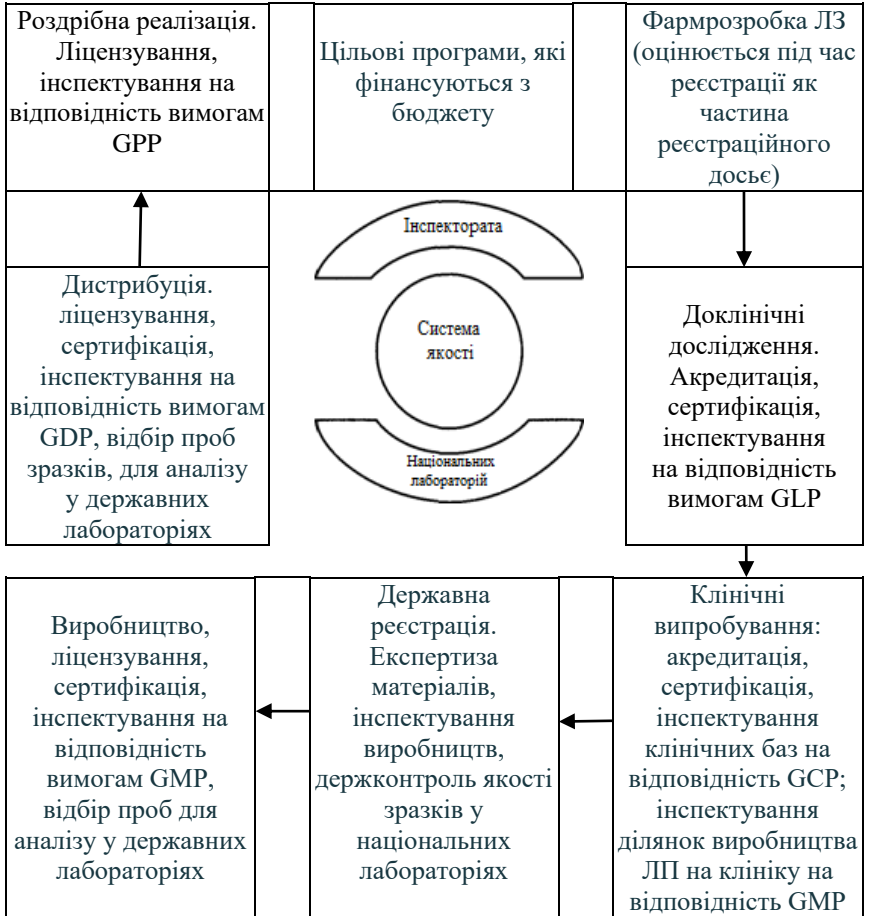 Роздрібна реалізація.
Ліцензування,
інспектування на
відповідність вимогам
GPP
Цільові програми, які
фінансуються з
бюджету
Фармрозробка ЛЗ
(оцінюється під час
реєстрації як
частина
реєстраційного
досьє)
Інспектората
Система
якості
Національних
лабораторій
Дистрибуція.
ліцензування,
сертифікація,
інспектування на
відповідність вимогам
GDP, відбір проб
зразків, для аналізу
у державних
лабораторіях
Доклінічні
дослідження.
Акредитація,
сертифікація,
інспектування
на відповідність
вимогам GLP
Виробництво,
ліцензування,
сертифікація,
інспектування на
відповідність
вимогам GMP,
відбір проб для
аналізу у державних
лабораторіях
Державна
реєстрація.
Експертиза
матеріалів,
інспектування
виробництв,
держконтроль якості
зразків у
національних
лабораторіях
Клінічні
випробування:
акредитація,
сертифікація,
інспектування
клінічних баз на
відповідність GCP;
інспектування
ділянок виробництва
ЛП на клініку на
відповідність GMP